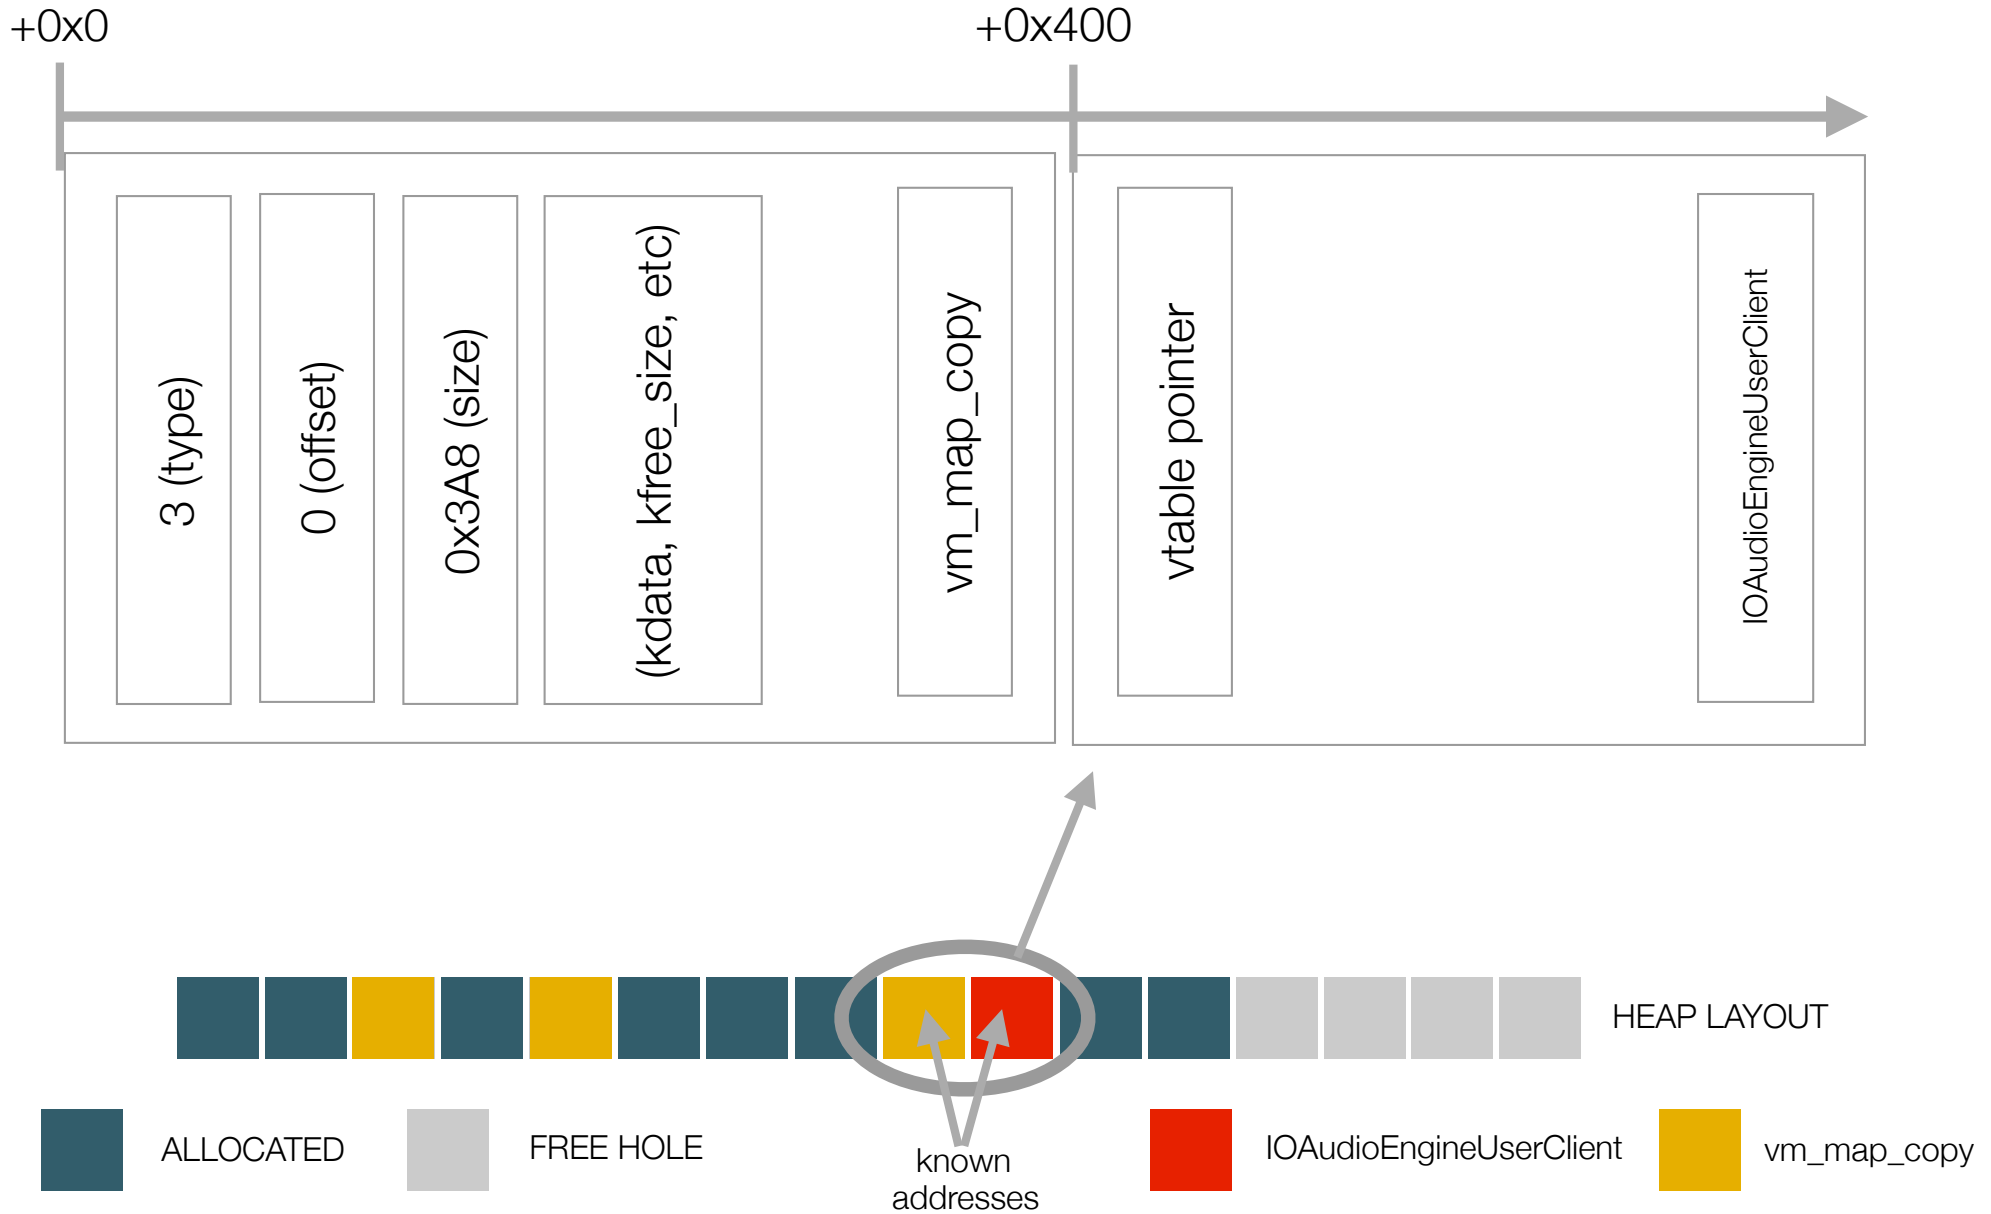 +0x0
+0x400
3 (type)
0 (offset)
0x3A8 (size)
(kdata, kfree_size, etc)
vm_map_copy
vtable pointer
IOAudioEngineUserClient
HEAP LAYOUT
ALLOCATED
FREE HOLE
known
addresses
IOAudioEngineUserClient
vm_map_copy